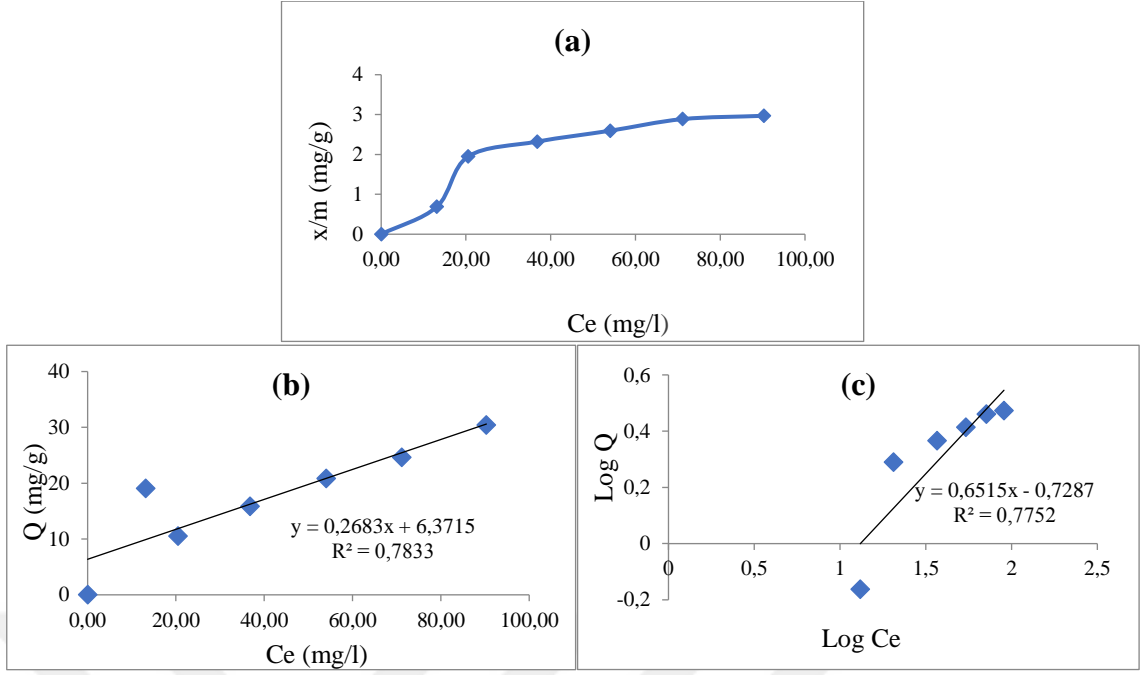 (a)
x/m (mg/g)
4
3
2
1
0
0,00 20,00 40,00 60,00 80,00 100,00
Ce (mg/l)
(b)
Q (mg/g)
40
30
20
10
0
y = 0,2683x + 6,3715
R² = 0,7833
0,00 20,00 40,00 60,00 80,00 100,00
Ce (mg/l)
(c)
Log Q
0,6
0,4
0,2
0
-0,2
y = 0,6515x - 0,7287
R² = 0,7752
0 0,5 1 1,5 2 2,5
Log Ce